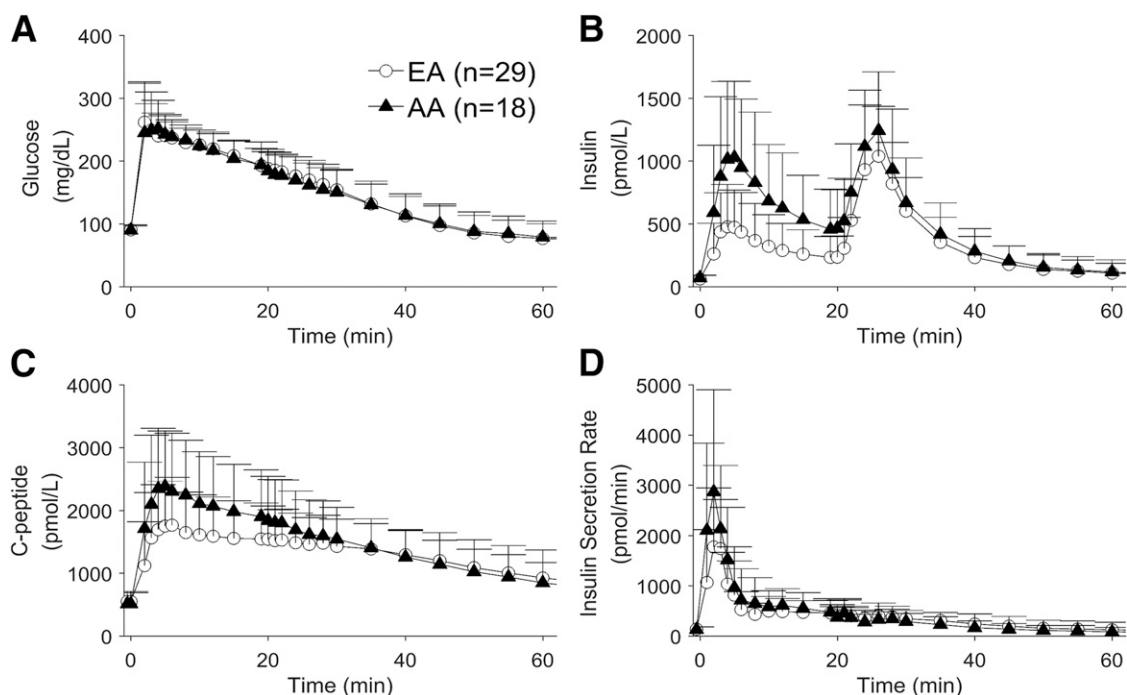 A
400
300
200
100
0
Glucose
(mg/dL)
EA (n=29)
AA (n=18)
0
20
40
60
Time (min)
B
2000
1500
1000
500
0
Insulin
(pmol/L)
0
20
40
60
Time (min)
C
4000
3000
2000
1000
0
C-peptide
(pmol/L)
0
20
40
60
Time (min)
D
5000
4000
3000
2000
1000
0
Insulin Secretion Rate
(pmol/min)
0
20
40
60
Time (min)